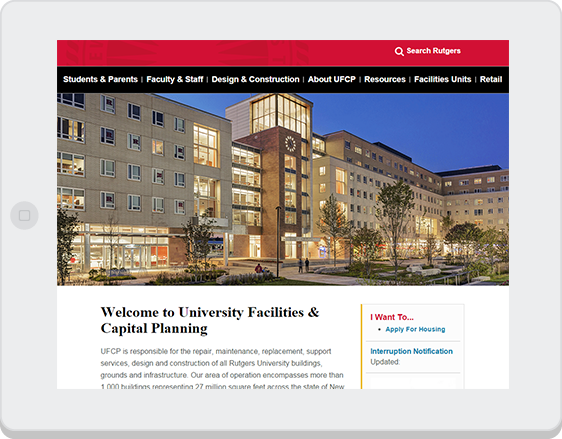 Search Rutgers
Students & Parents | Faculty & Staff | Design & Construction | About UFCP | Resources | Facilities Units | Retail
Welcome to University Facilities &
Capital Planning
UFCP is responsible for the repair, maintenance, replacement, support
services, design and construction of all Rutgers University buildings,
grounds and infrastructure. Our area of operation encompasses more than
1,000 buildings representing 27 million square feet across the state of New
I Want To...
Apply For Housing
Interruption Notification
Updated: